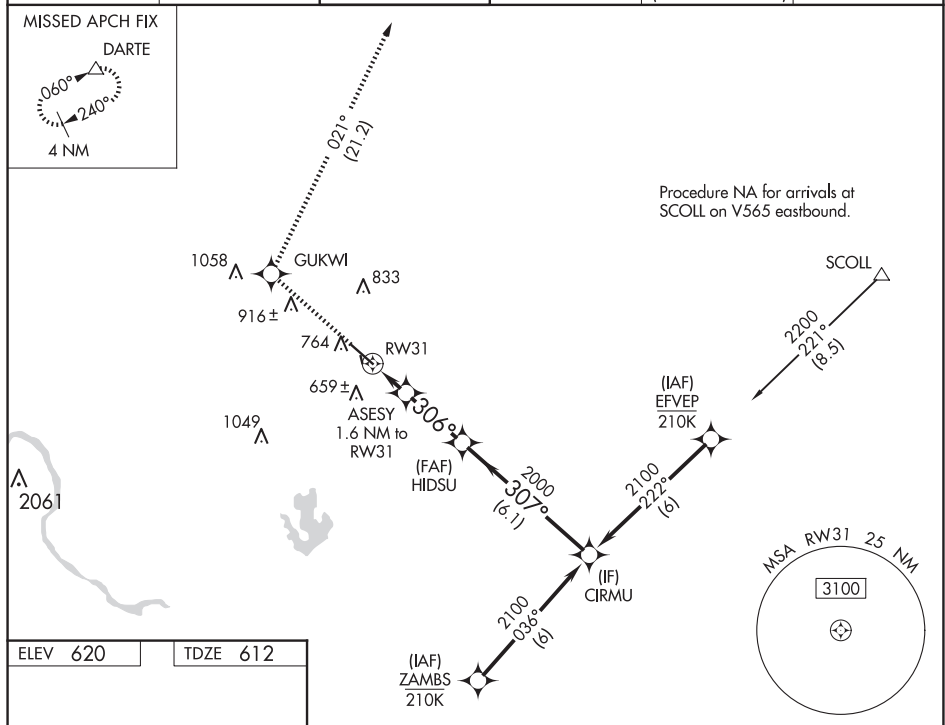 MISSED APCH FIX
DARTE
060°
240°
4 NM
021°
(21.2)
Procedure NA for arrivals at
SCOLL on V565 eastbound.
SCOLL
2200
221°
(8.5)
1058
GUKWI
833
916±
764
RW31
659±
ASESY
1.6 NM to
RW31
306°
1049
2061
(FAF)
HIDSU
2000
307°
(6.1)
(IAF)
EFVEP
210K
2100
222°
(6)
(IF)
CIRMU
2100
036°
(6)
(IAF)
ZAMBS
210K
MSA RW31 25 NM
3100
ELEV 620
TDZE 612